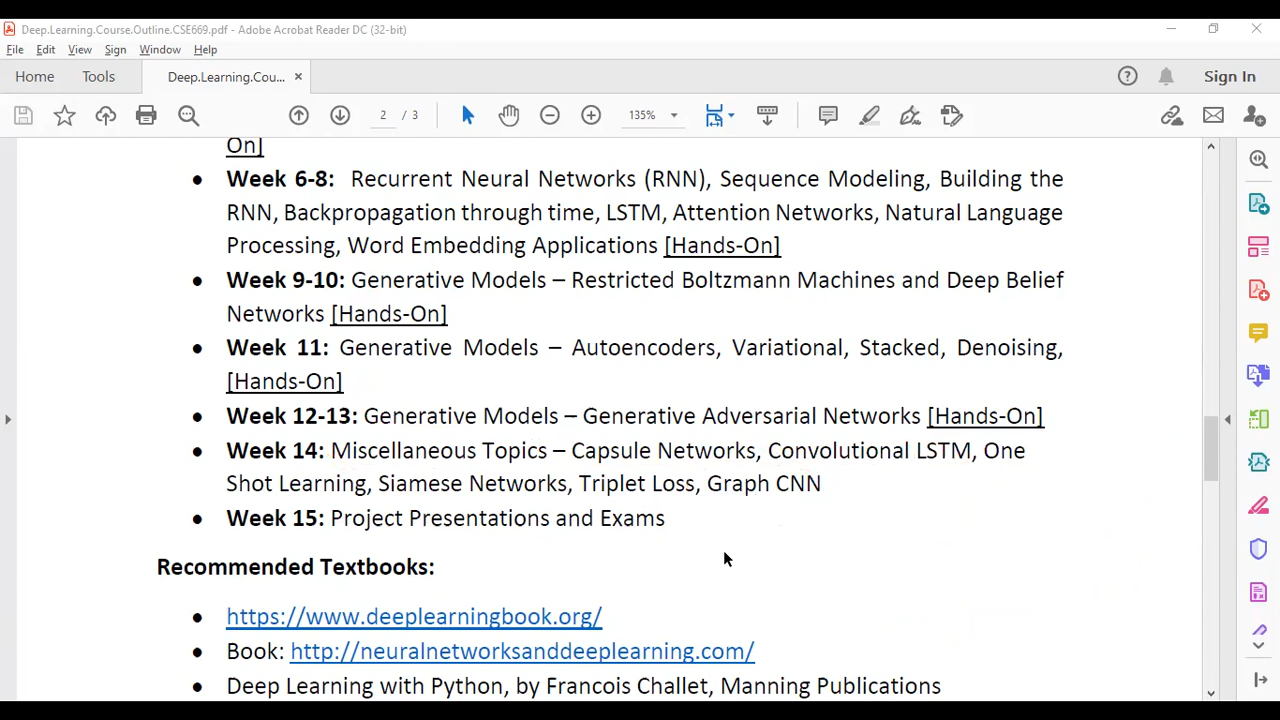 Deep.Learning.Course.Outline.CSE669.pdf - Adobe Acrobat Reader DC (32-bit)
File Edit View Sign Window Help
Home Tools Deep.Learning.Cou... × Sign In
2 / 3 135%
On]
• Week 6-8: Recurrent Neural Networks (RNN), Sequence Modeling, Building the
RNN, Backpropagation through time, LSTM, Attention Networks, Natural Language
Processing, Word Embedding Applications [Hands-On]
• Week 9-10: Generative Models – Restricted Boltzmann Machines and Deep Belief
Networks [Hands-On]
• Week 11: Generative Models – Autoencoders, Variational, Stacked, Denoising,
[Hands-On]
• Week 12-13: Generative Models – Generative Adversarial Networks [Hands-On]
• Week 14: Miscellaneous Topics – Capsule Networks, Convolutional LSTM, One
Shot Learning, Siamese Networks, Triplet Loss, Graph CNN
• Week 15: Project Presentations and Exams
Recommended Textbooks:
• https://www.deeplearningbook.org/
• Book: http://neuralnetworksanddeeplearning.com/
• Deep Learning with Python, by Francois Challet, Manning Publications